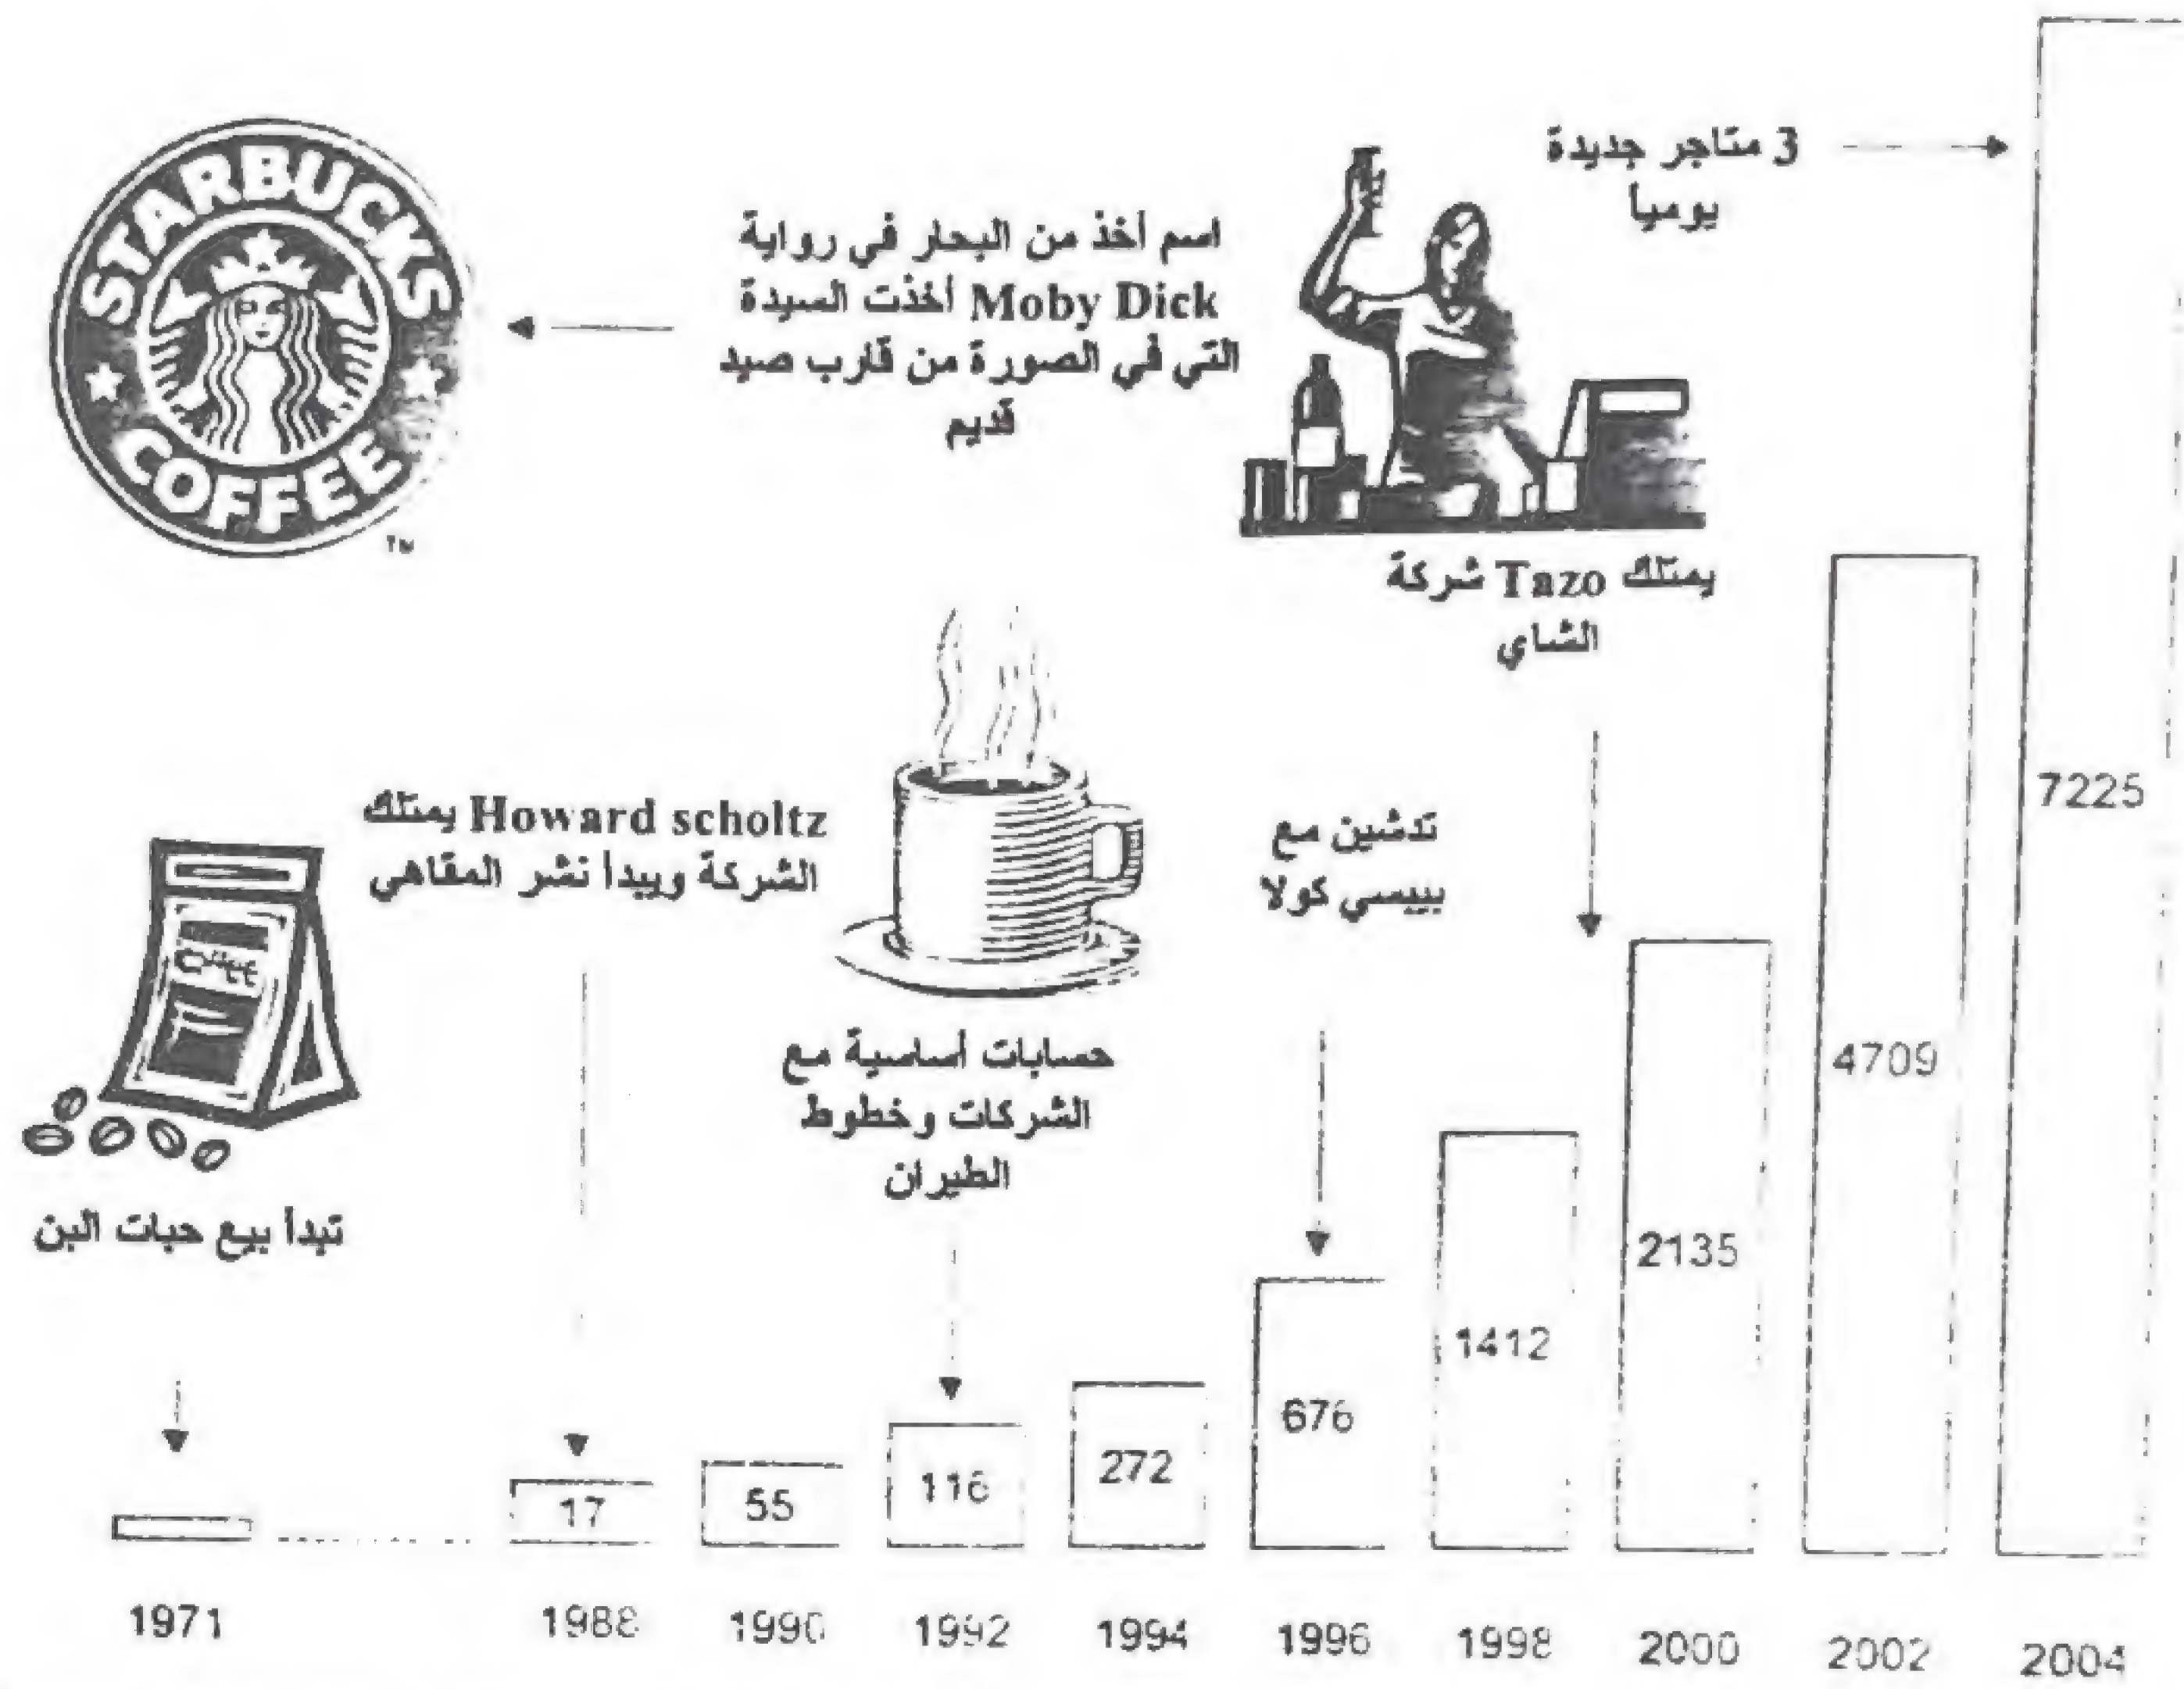 STARBUCKS
COFFEE
TM
3 متاجر جديدة
يومياً
اسم أخذ من البحار في رواية
Moby Dick أخذت السيدة
التي في الصورة من قارب صيد
قديم
يمتلك Tazo شركة
الشاي
Howard scholtz يمتلك
الشركة ويبدأ نشر المقاهي
تدشين مع
بيبسي كولا
حسابات أساسية مع
الشركات وخطوط
الطيران
تبدأ بيع حبات البن
17
55
116
272
676
1412
2135
4709
7225
1971
1988
1990
1992
1994
1996
1998
2000
2002
2004